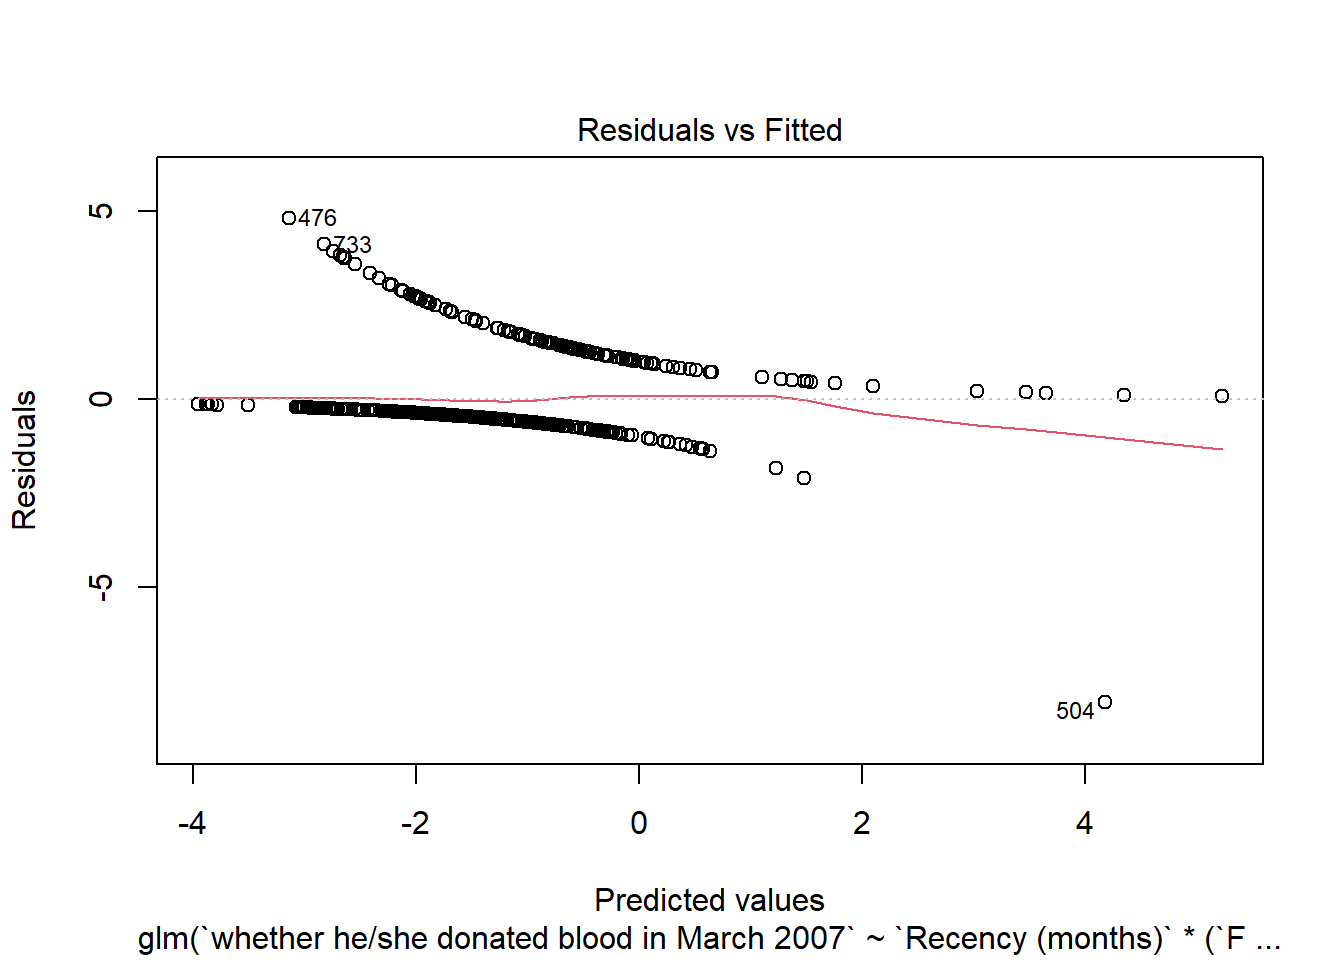 Residuals vs Fitted
Residuals
5
0
-5
476
733
504
-4 -2 0 2 4
Predicted values
glm(`whether he/she donated blood in March 2007` ~ `Recency (months)` * (`F ...